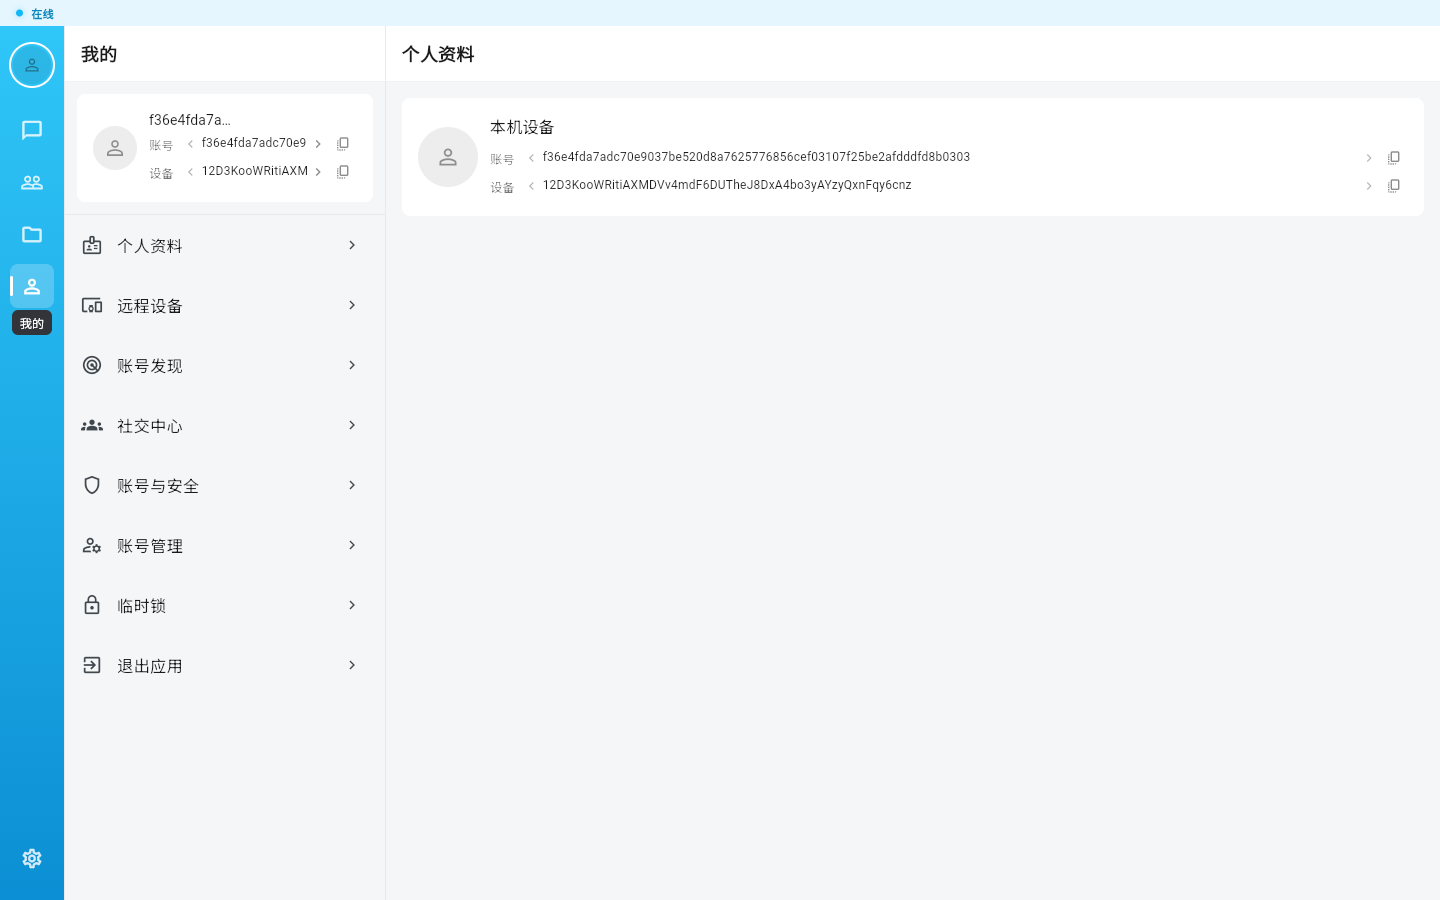 在线
我的
个人资料
f36e4fda7a...
账号 f36e4fda7adc70e9
设备 12D3KooWRitiAXM
本机设备
账号 f36e4fda7adc70e9037be520d8a7625776856cef03107f25be2afdddfd8b0303
设备 12D3KooWRitiAXMDVv4mdF6DUTheJ8DxA4bo3yAYzyQxnFqy6cnz
个人资料
远程设备
账号发现
社交中心
账号与安全
账号管理
临时锁
退出应用
我的